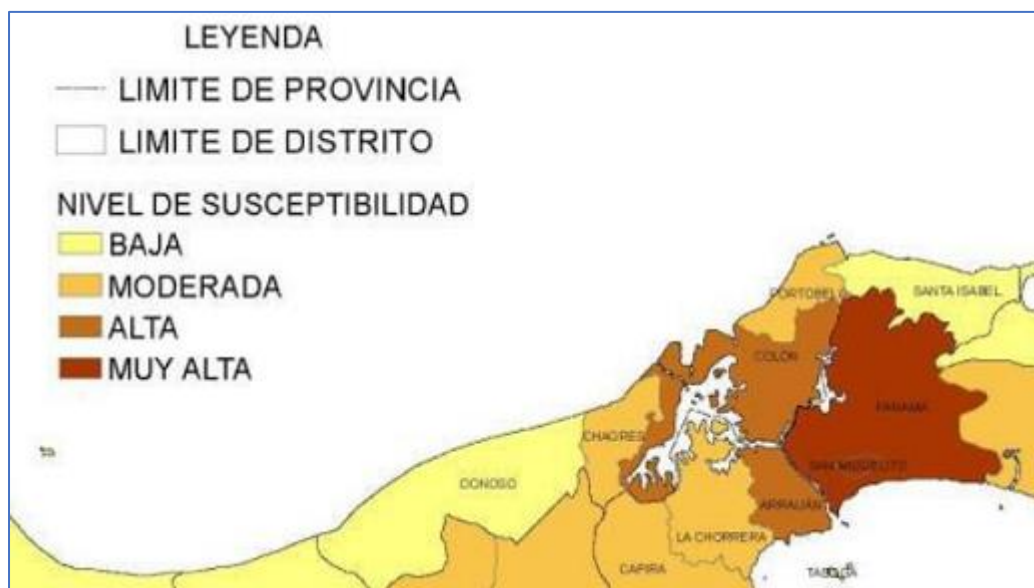 LEYENDA
LIMITE DE PROVINCIA
LIMITE DE DISTRITO
NIVEL DE SUSCEPTIBILIDAD
BAJA
MODERADA
ALTA
MUY ALTA
PORTOBELO
SANTA ISABEL
COLON
PANAMA
CHAGRES
SAN MIGUELITO
DONOSO
ARRAIJAN
LA CHORRERA
CAPIRA
TABOGA